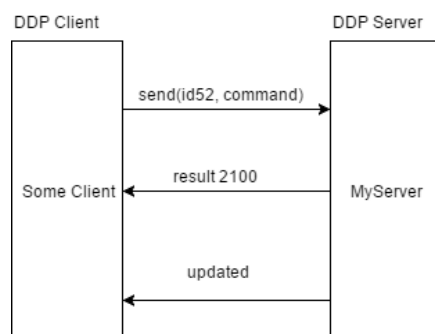 DDP Client
DDP Server
send(id52, command)
result 2100
Some Client
MyServer
updated